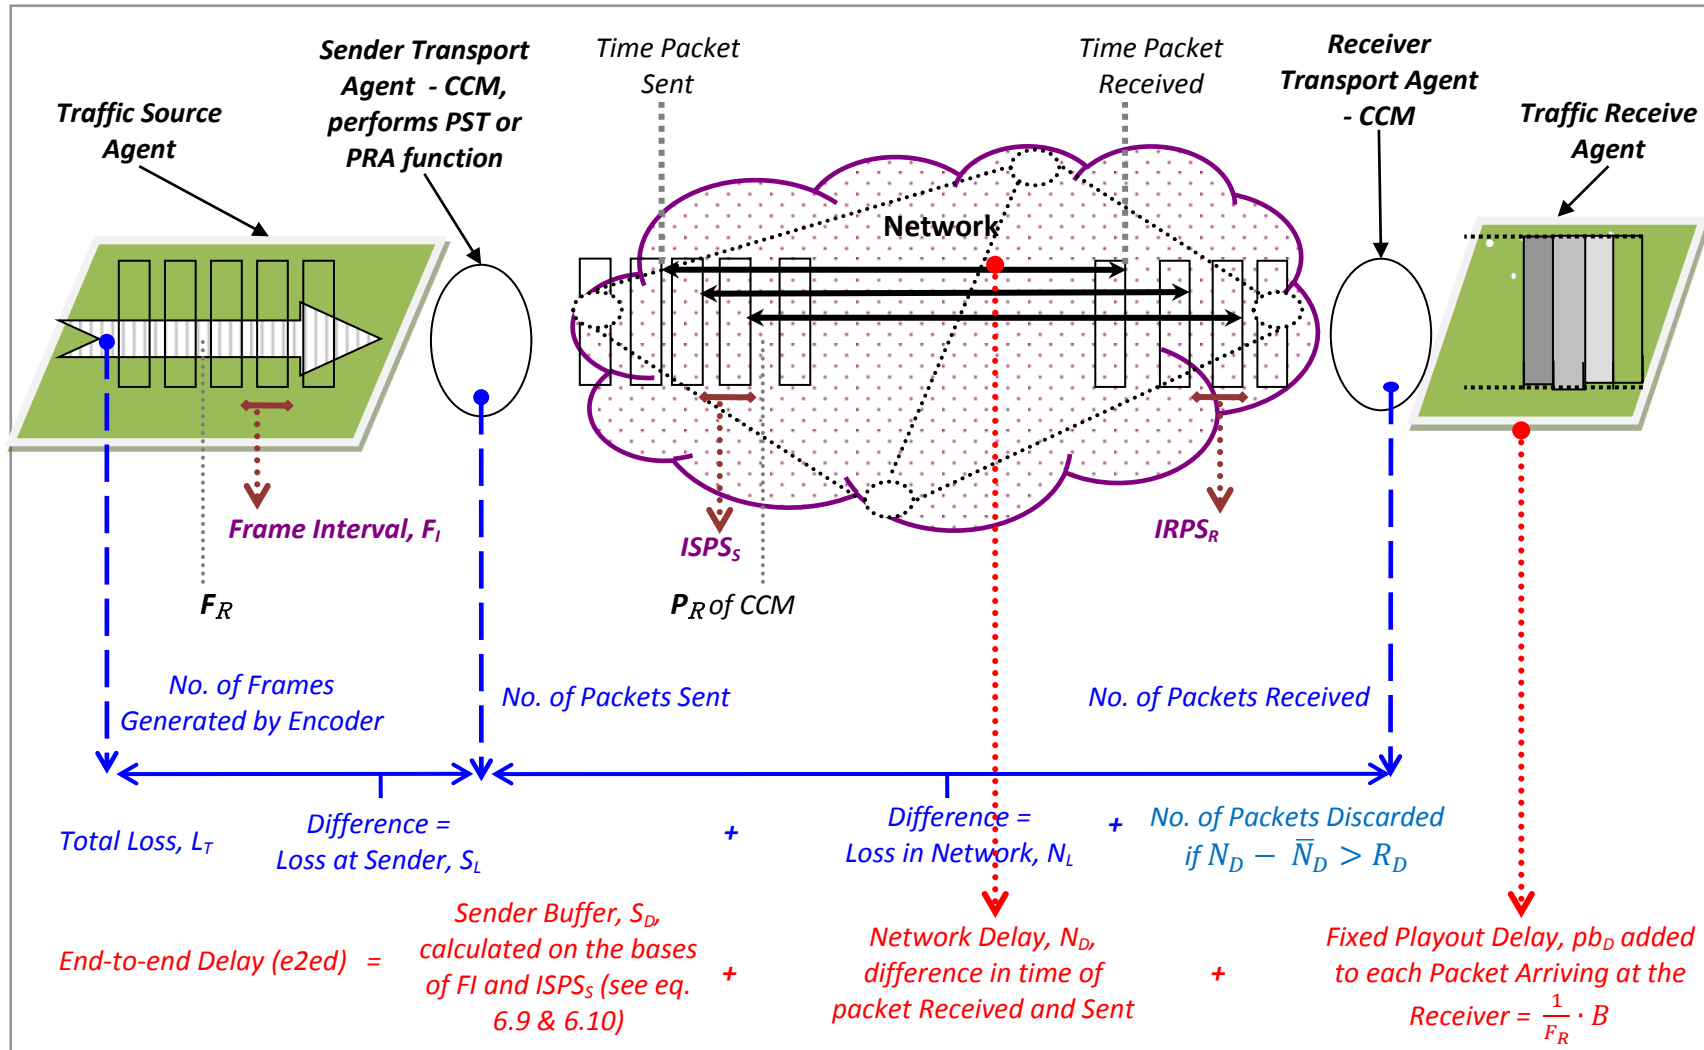 Sender Transport
Agent - CCM,
performs PST or
PRA function
Time Packet
Sent
Time Packet
Received
Receiver
Transport Agent
- CCM
Traffic Source
Agent
Traffic Receive
Agent
Network
Frame Interval, F_I
ISPS_S
IRPS_R
F_R
P_R of CCM
No. of Frames
Generated by Encoder
No. of Packets Sent
No. of Packets Received
Total Loss, L_T
Difference =
Loss at Sender, S_L
+
Difference =
Loss in Network, N_L
+
No. of Packets Discarded
if N_D − N̅_D > R_D
End-to-end Delay (e2ed) =
Sender Buffer, S_D,
calculated on the bases
of FI and ISPS_S (see eq.
6.9 & 6.10)
+
Network Delay, N_D,
difference in time of
packet Received and Sent
+
Fixed Playout Delay, pb_D added
to each Packet Arriving at the
Receiver = 1/F_R · B